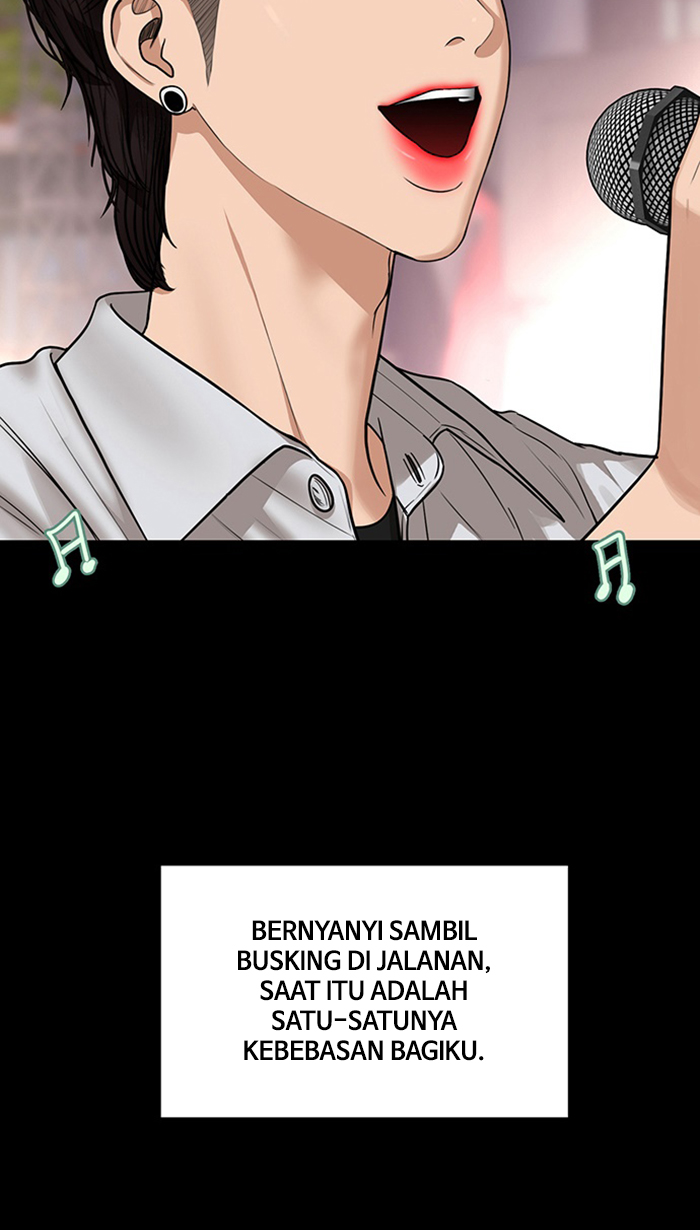 BERNYANYI SAMBIL
BUSKING DI JALANAN,
SAAT ITU ADALAH
SATU-SATUNYA
KEBEBASAN BAGIKU.